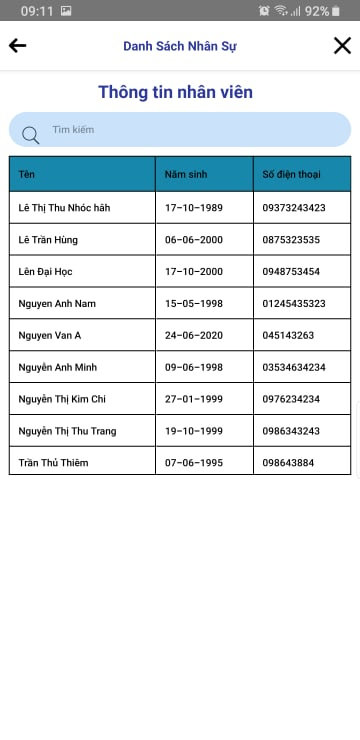 09:11 92%
Danh Sách Nhân Sự
Thông tin nhân viên
Tìm kiếm
Tên Năm sinh Số điện thoại
Lê Thị Thu Nhóc hâh 17-10-1989 09373243423
Lê Trần Hùng 06-06-2000 0875323535
Lên Đại Học 17-10-2000 0948753454
Nguyen Anh Nam 15-05-1998 01245435323
Nguyen Van A 24-06-2020 045143263
Nguyễn Anh Minh 09-06-1998 03534634234
Nguyễn Thị Kim Chi 27-01-1999 0976234234
Nguyễn Thị Thu Trang 19-10-1999 0986343243
Trần Thủ Thiêm 07-06-1995 098643884